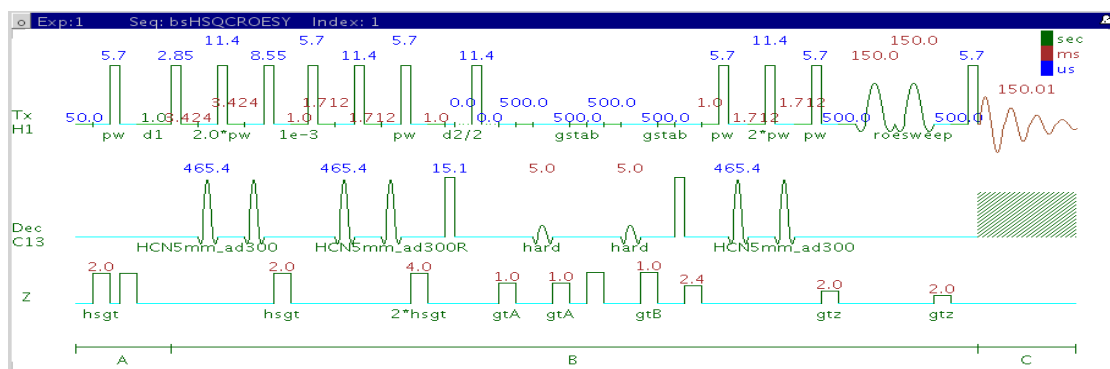 Exp:1 Seq: bsHSQCROESY Index: 1
sec
ms
us
11.4 5.7 5.7 11.4 150.0
5.7 2.85 8.55 11.4 11.4 5.7 5.7 150.0 5.7
150.01
3.424 1.712 0.0 500.0 500.0 1.0 1.712
Tx
H1
50.0 1.0 3.424 1.0 1.712 1.0 0.0 500.0 500.0 1.712 500.0 500.0
pw d1 2.0*pw 1e-3 pw d2/2 gstab gstab pw 2*pw pw roesweep
465.4 465.4 15.1 5.0 5.0 465.4
Dec
C13
HCN5mm_ad300 HCN5mm_ad300R hard hard HCN5mm_ad300
2.0 2.0 4.0 1.0 1.0 1.0 2.4 2.0 2.0
Z
hsgt hsgt 2*hsgt gtA gtA gtB gtz gtz
A B C